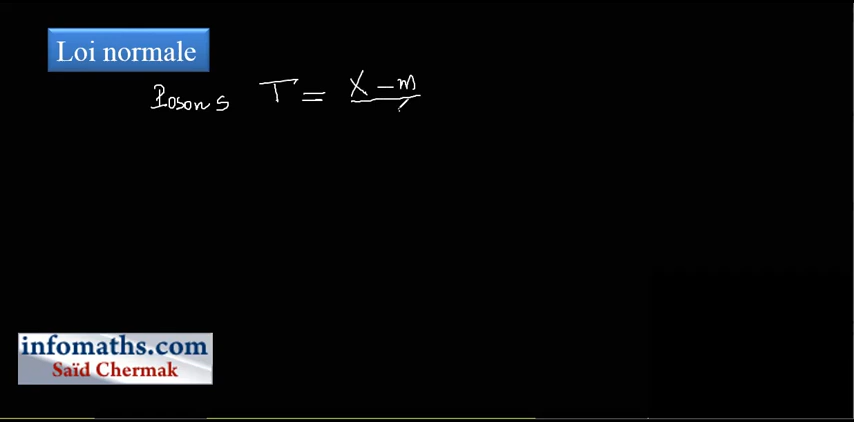 Loi normale
Posons T = X - m
infomaths.com
Saïd Chermak